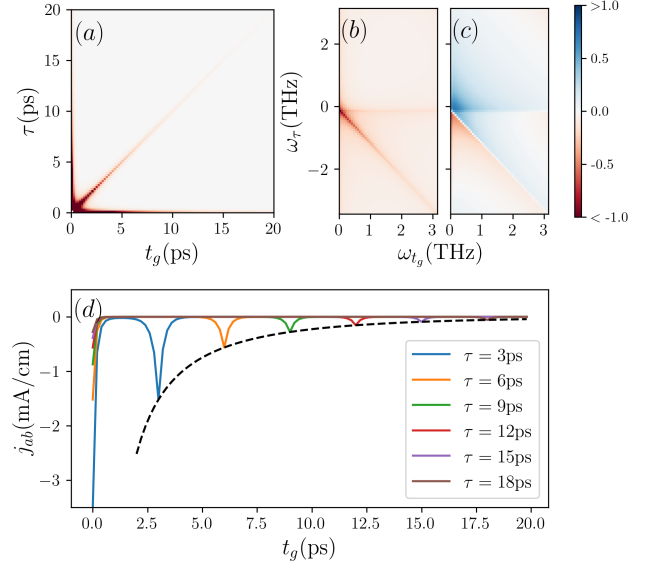 (a)
20
15
10
5
0
τ(ps)
0
5
10
15
20
t_g(ps)
(b)
(c)
2
0
−2
ω_τ(THz)
0
1
2
3
0
1
2
3
ω_{t_g}(THz)
>1.0
0.5
0.0
-0.5
< -1.0
(d)
0
−1
−2
−3
j_{ab}(mA/cm)
τ = 3ps
τ = 6ps
τ = 9ps
τ = 12ps
τ = 15ps
τ = 18ps
0.0
2.5
5.0
7.5
10.0
12.5
15.0
17.5
20.0
t_g(ps)